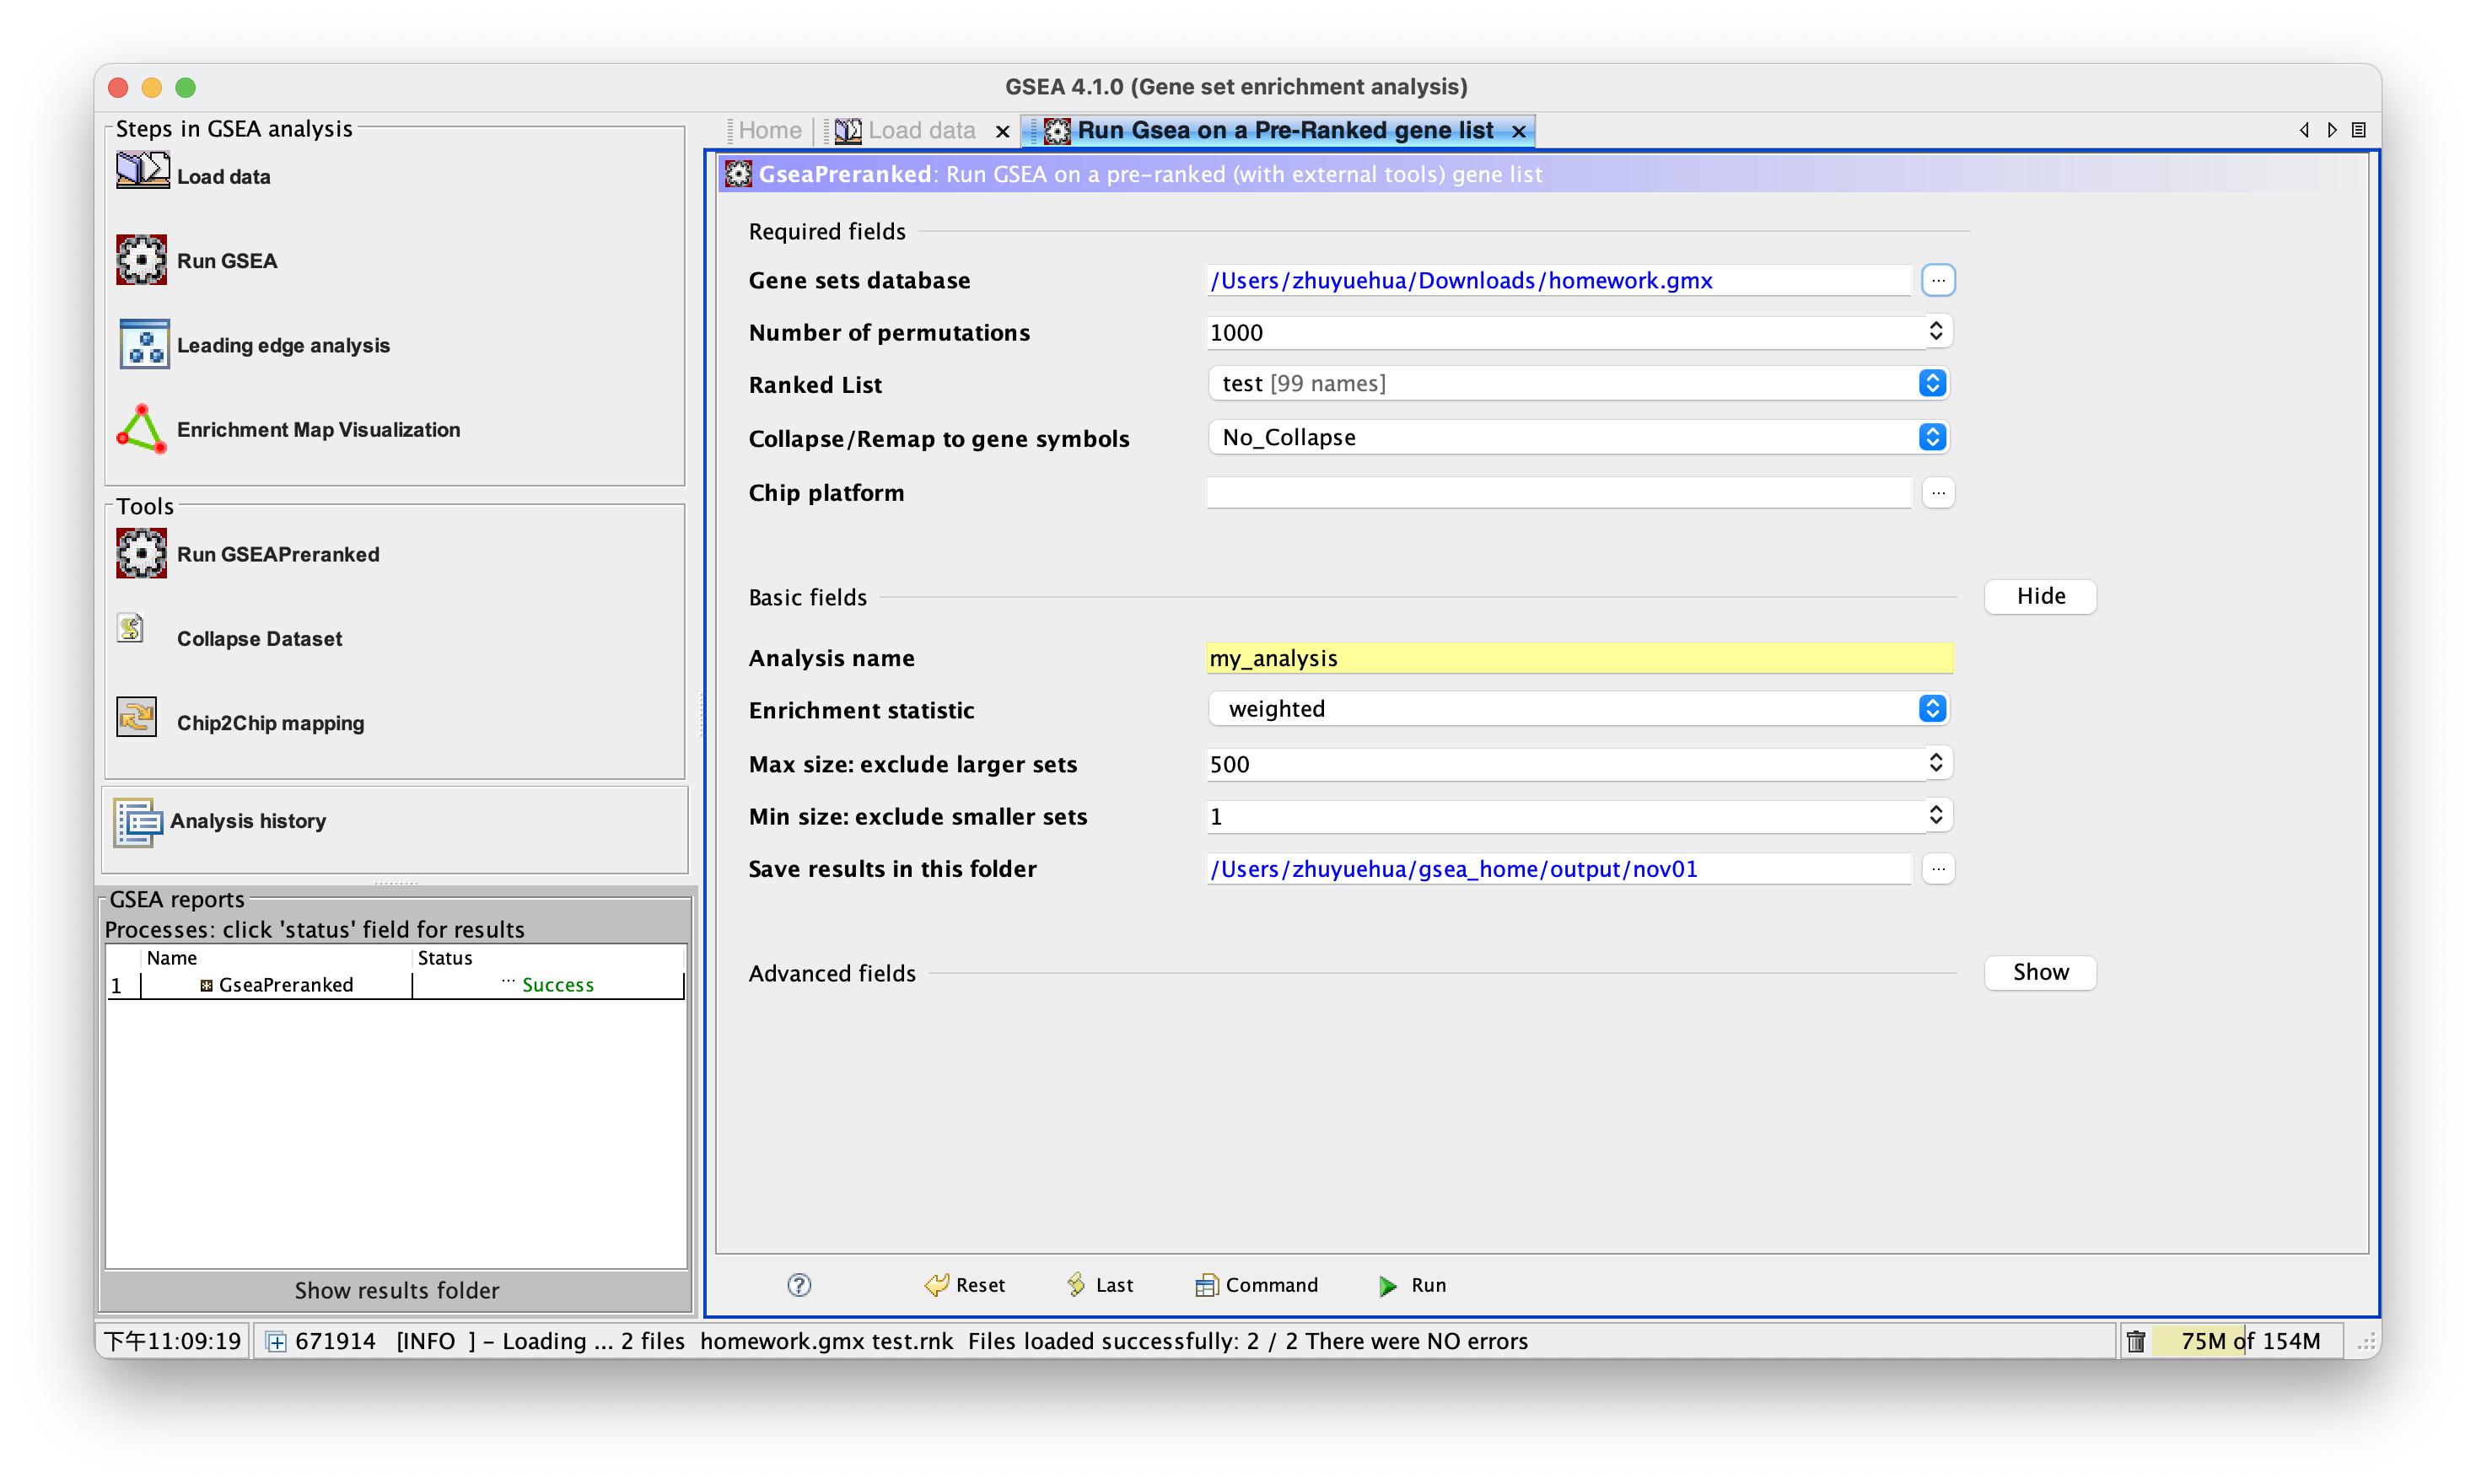 GSEA 4.1.0 (Gene set enrichment analysis)
Steps in GSEA analysis
Load data
Run GSEA
Leading edge analysis
Enrichment Map Visualization
Tools
Run GSEAPreranked
Collapse Dataset
Chip2Chip mapping
Analysis history
GSEA reports
Processes: click 'status' field for results
Name Status
1 GseaPreranked ... Success
Show results folder
Home Load data × Run Gsea on a Pre-Ranked gene list ×
GseaPreranked: Run GSEA on a pre-ranked (with external tools) gene list
Required fields
Gene sets database /Users/zhuyuehua/Downloads/homework.gmx ...
Number of permutations 1000
Ranked List test [99 names]
Collapse/Remap to gene symbols No_Collapse
Chip platform ...
Basic fields Hide
Analysis name my_analysis
Enrichment statistic weighted
Max size: exclude larger sets 500
Min size: exclude smaller sets 1
Save results in this folder /Users/zhuyuehua/gsea_home/output/nov01 ...
Advanced fields Show
? Reset Last Command Run
下午11:09:19 671914 [INFO ] - Loading ... 2 files homework.gmx test.rnk Files loaded successfully: 2 / 2 There were NO errors 75M of 154M